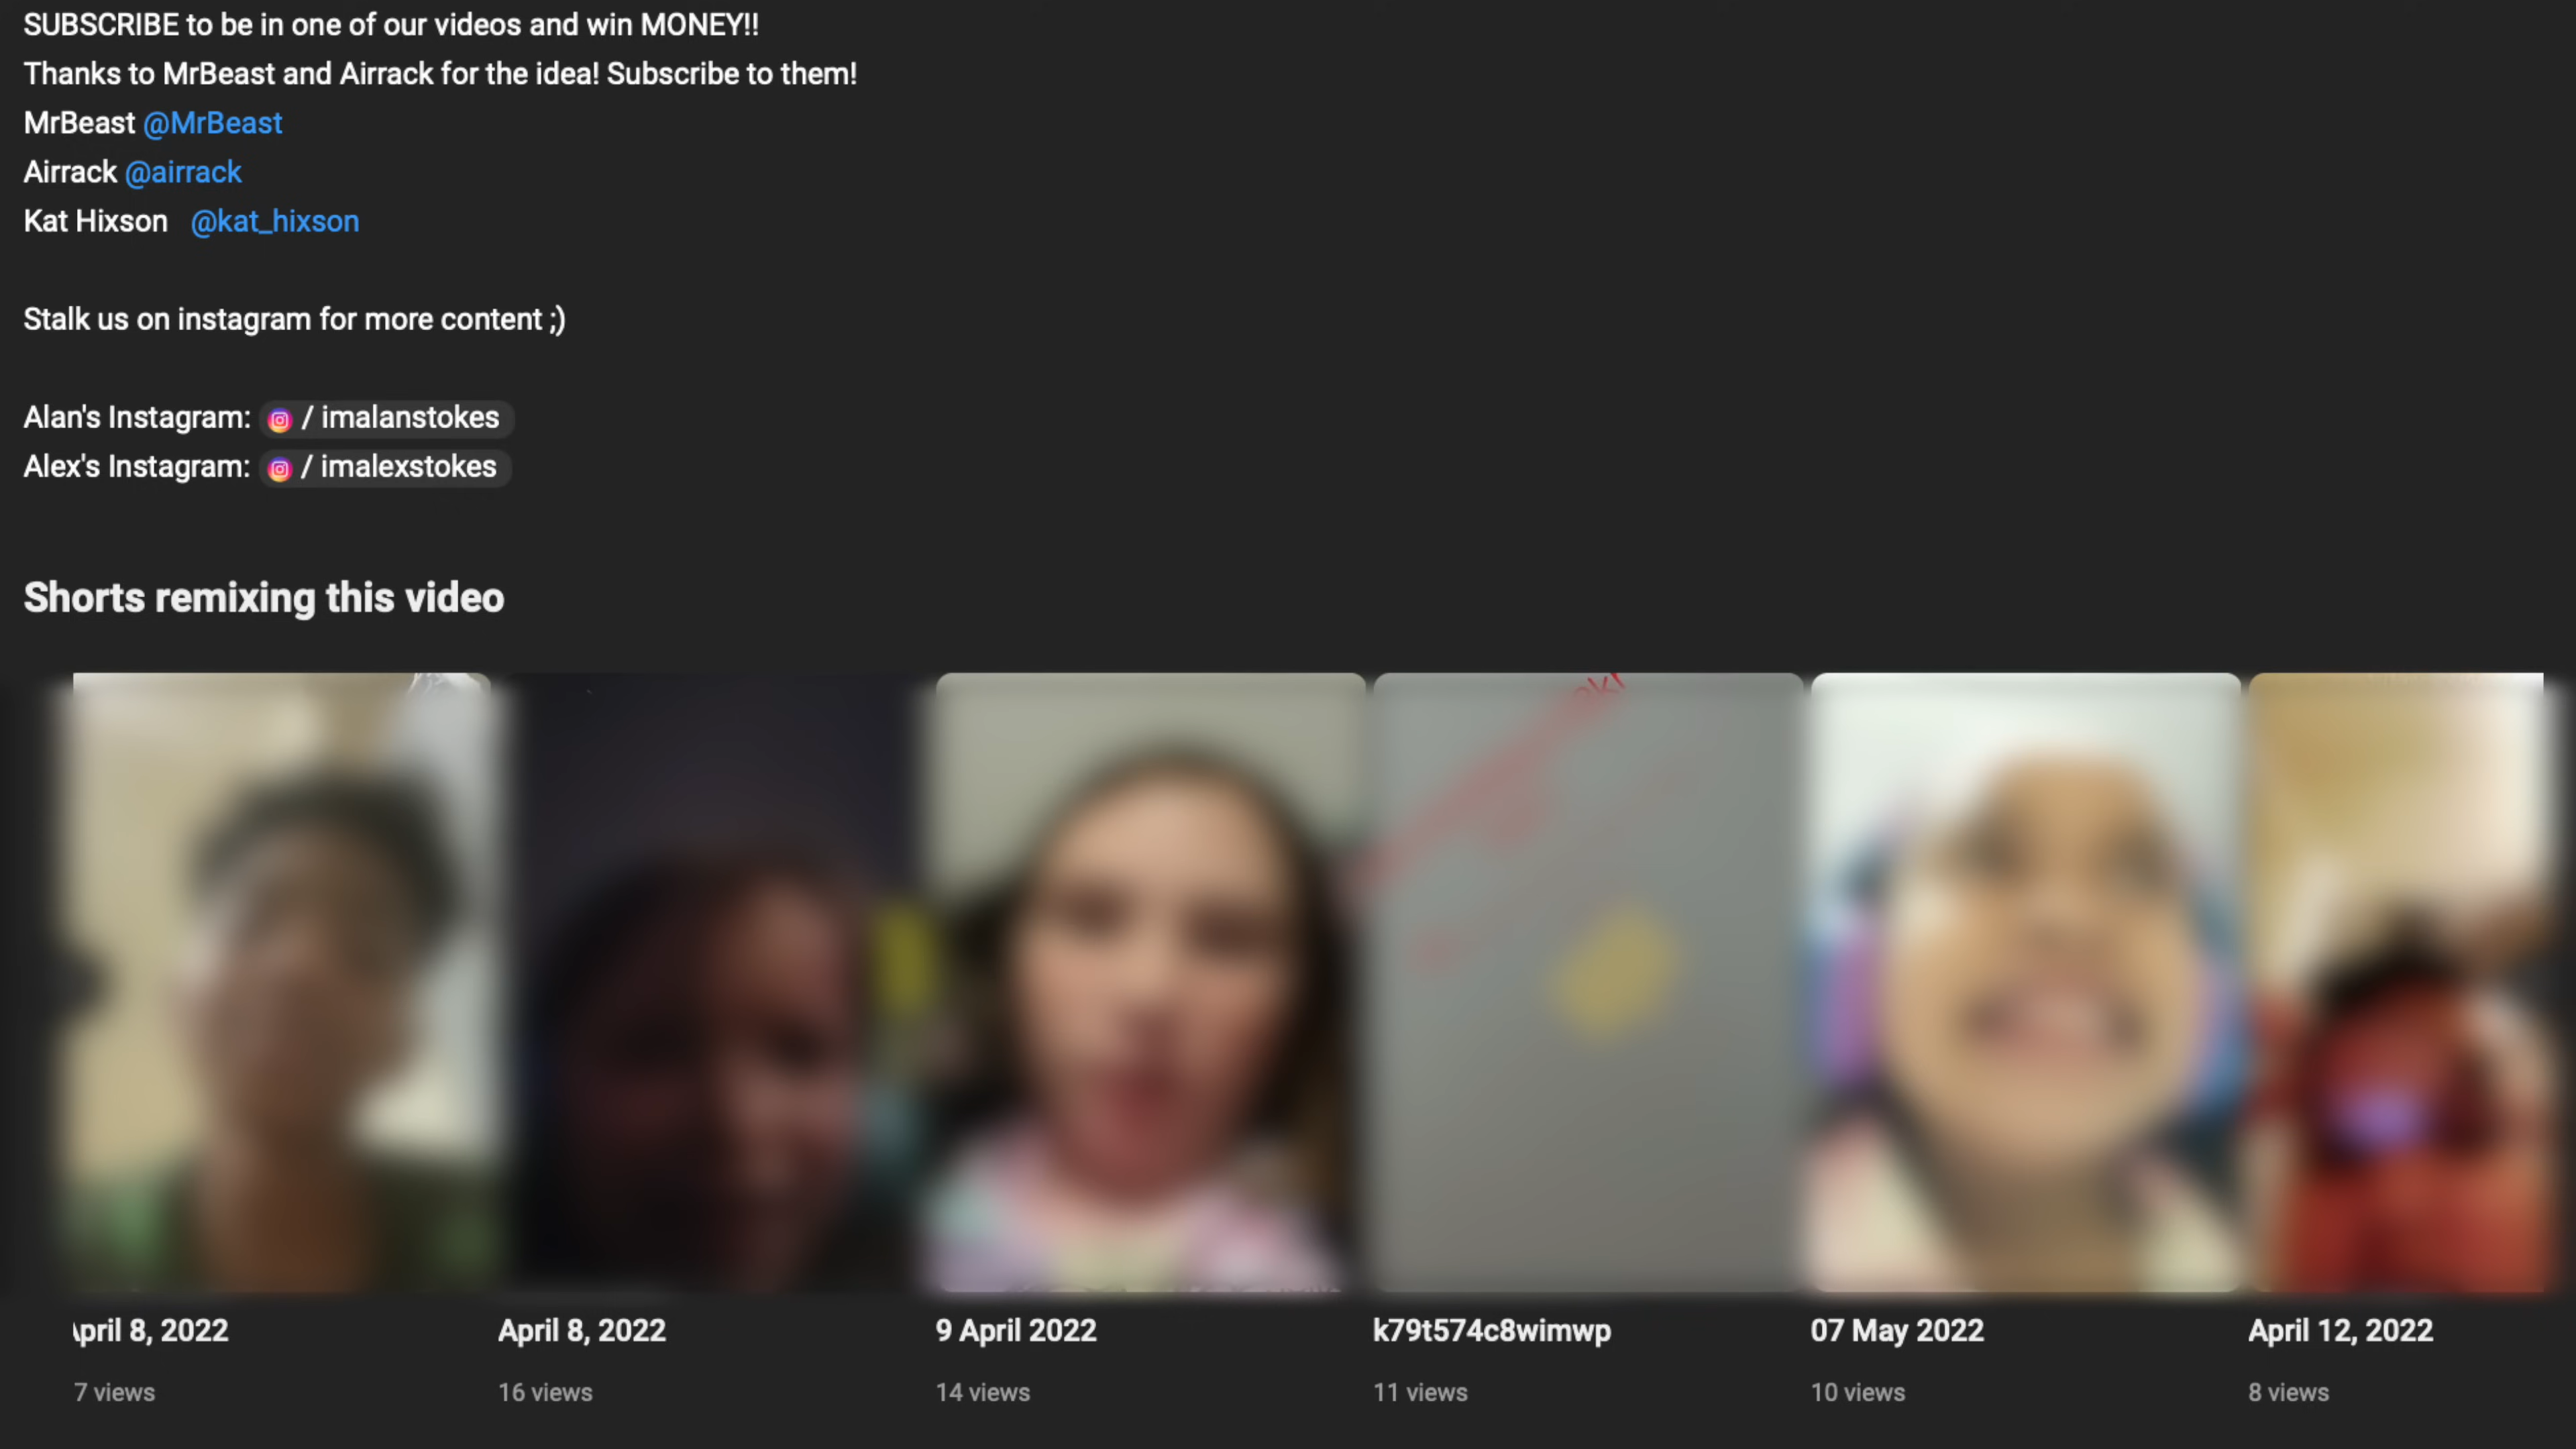 SUBSCRIBE to be in one of our videos and win MONEY!!
Thanks to MrBeast and Airrack for the idea! Subscribe to them!
MrBeast @MrBeast
Airrack @airrack
Kat Hixson @kat_hixson
Stalk us on instagram for more content ;)
Alan's Instagram: / imalanstokes
Alex's Instagram: / imalexstokes
Shorts remixing this video
April 8, 2022
April 8, 2022
9 April 2022
k79t574c8wimwp
07 May 2022
April 12, 2022
7 views
16 views
14 views
11 views
10 views
8 views